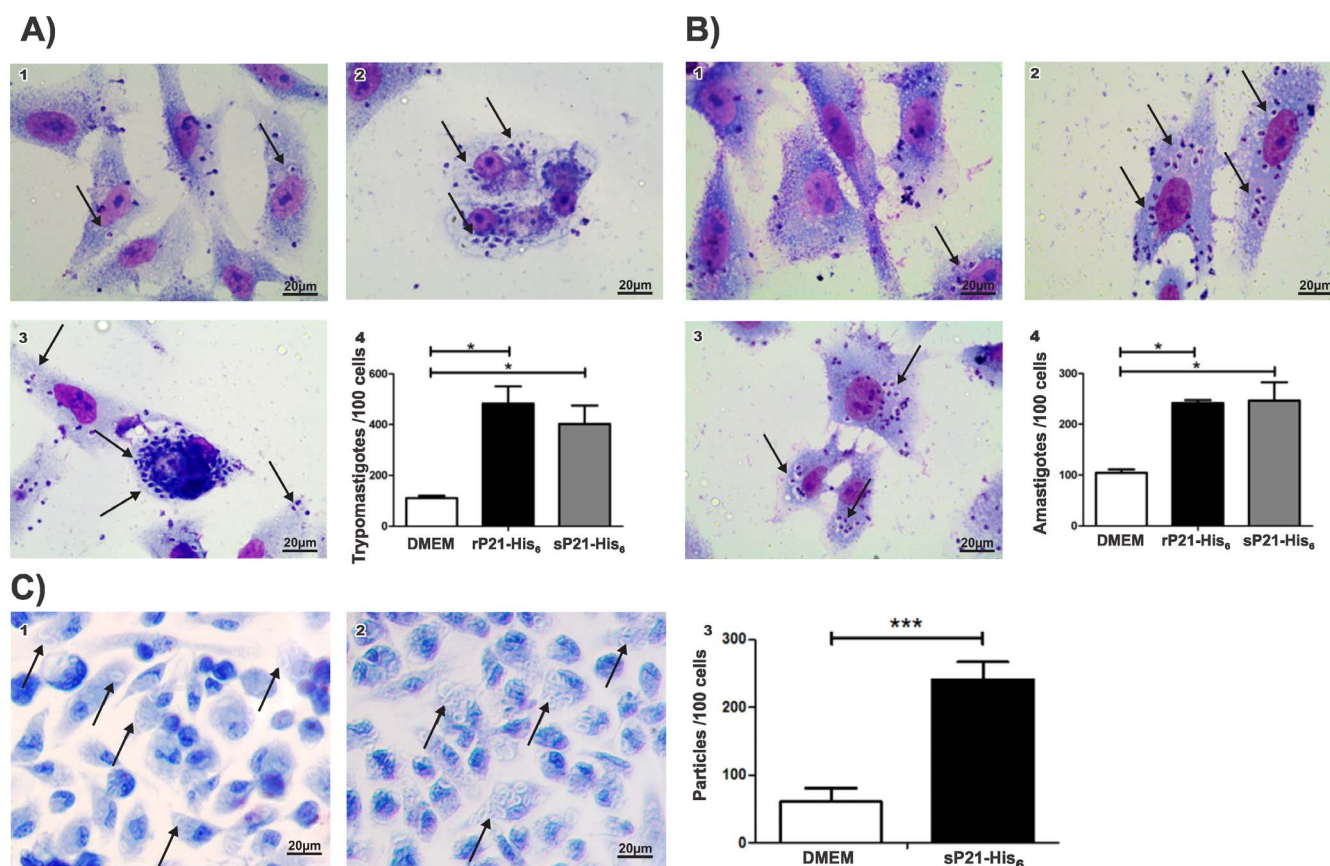 A)
B)
1
20μm
2
20μm
1
20μm
2
20μm
3
20μm
4
Trypomastigotes /100 cells
600
400
200
0
*
*
DMEM
rP21-His₆
sP21-His₆
3
20μm
4
Amastigotes /100 cells
300
200
100
0
*
*
DMEM
rP21-His₆
sP21-His₆
C)
1
20μm
2
20μm
3
Particles /100 cells
300
200
100
0
***
DMEM
sP21-His₆